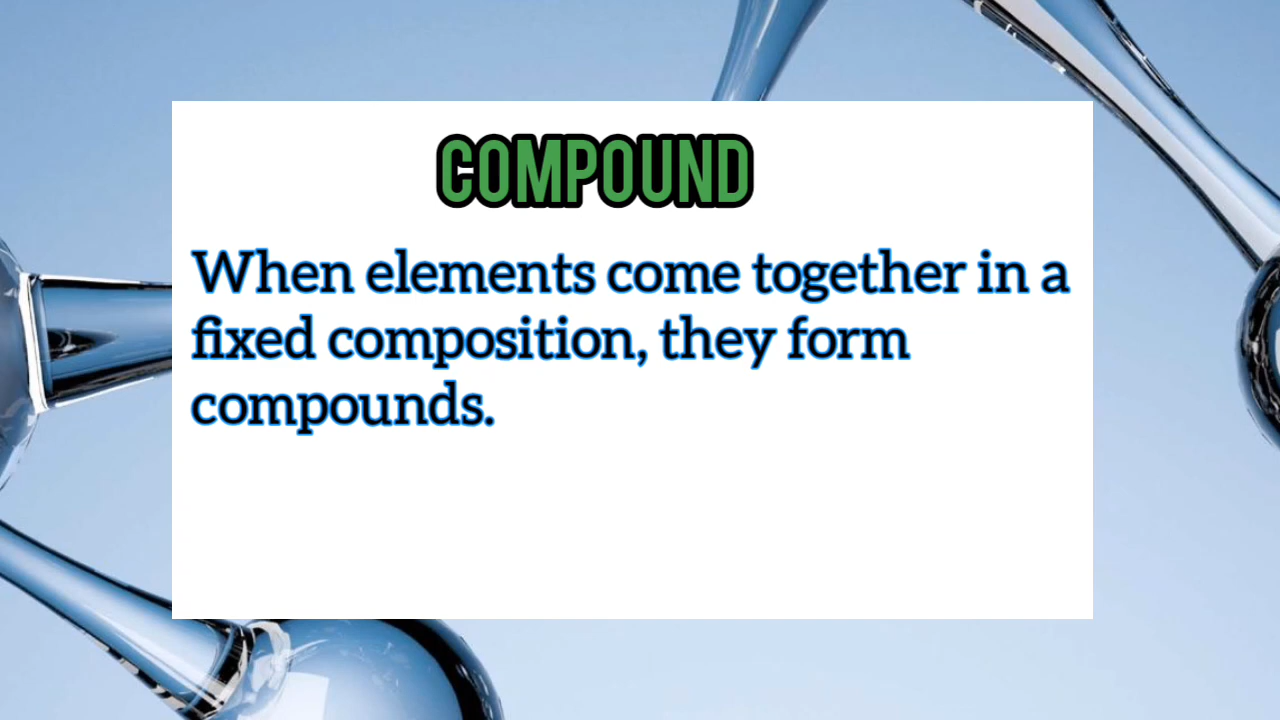 COMPOUND
When elements come together in a
fixed composition, they form
compounds.